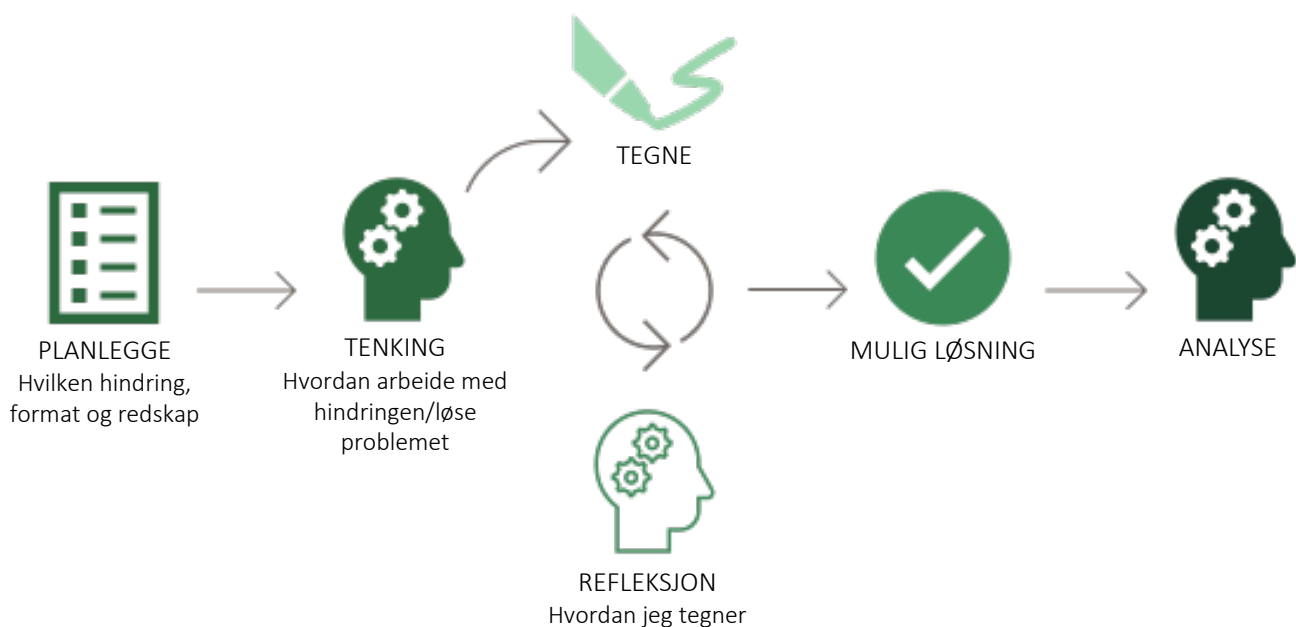 TEGNE
PLANLEGGE
Hvilken hindring,
format og redskap
TENKING
Hvordan arbeide med
hindringen/løse
problemet
MULIG LØSNING
ANALYSE
REFLEKSJON
Hvordan jeg tegner